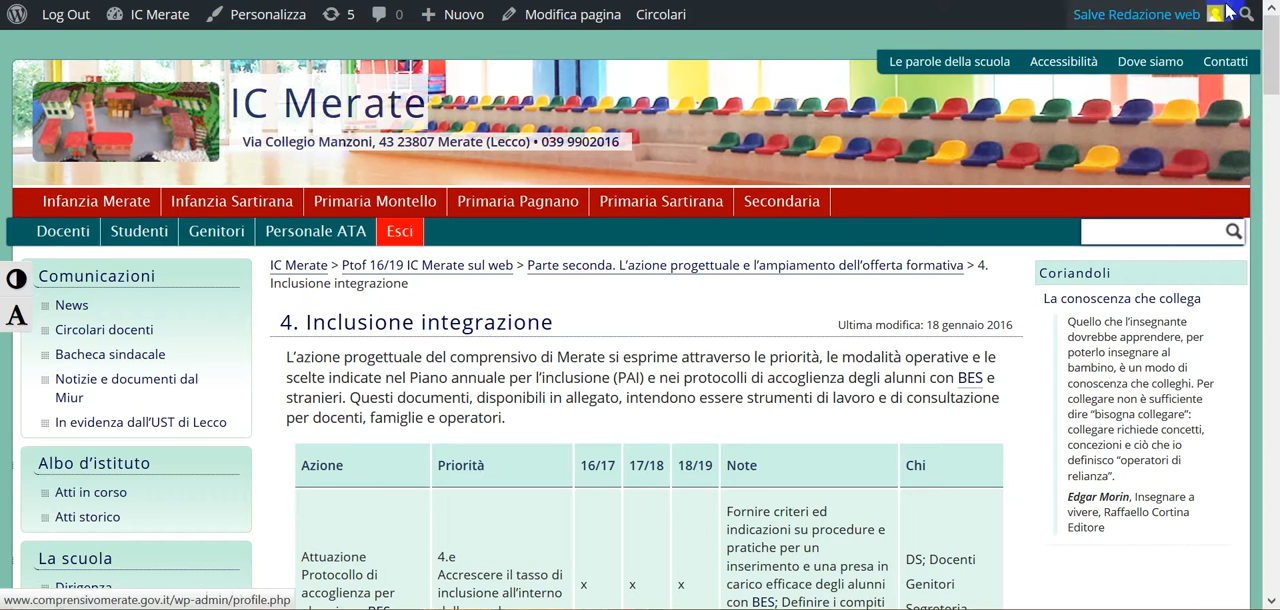 Log Out IC Merate Personalizza 5 0 Nuovo Modifica pagina Circolari Salve Redazione web
Le parole della scuola Accessibilità Dove siamo Contatti
IC Merate
Via Collegio Manzoni, 43 23807 Merate (Lecco) • 039 9902016
Infanzia Merate Infanzia Sartirana Primaria Montello Primaria Pagnano Primaria Sartirana Secondaria
Docenti Studenti Genitori Personale ATA Esci
A
Comunicazioni
News
Circolari docenti
Bacheca sindacale
Notizie e documenti dal
Miur
In evidenza dall'UST di Lecco
Albo d'istituto
Atti in corso
Atti storico
La scuola
Dirigenza
www.comprensivomerate.gov.it/wp-admin/profile.php
IC Merate > Ptof 16/19 IC Merate sul web > Parte seconda. L'azione progettuale e l'ampiamento dell'offerta formativa > 4.
Inclusione integrazione
4. Inclusione integrazione
Ultima modifica: 18 gennaio 2016
L'azione progettuale del comprensivo di Merate si esprime attraverso le priorità, le modalità operative e le
scelte indicate nel Piano annuale per l'inclusione (PAI) e nei protocolli di accoglienza degli alunni con BES e
stranieri. Questi documenti, disponibili in allegato, intendono essere strumenti di lavoro e di consultazione
per docenti, famiglie e operatori.
Azione Priorità 16/17 17/18 18/19 Note Chi
Attuazione
Protocollo di
accoglienza per
4.e
Accrescere il tasso di
inclusione all'interno
x x x
Fornire criteri ed
indicazioni su procedure e
pratiche per un
inserimento e una presa in
carico efficace degli alunni
con BES; Definire i compiti
DS; Docenti
Genitori
Segreteria
Coriandoli
La conoscenza che collega
Quello che l'insegnante
dovrebbe apprendere, per
poterlo insegnare al
bambino, è un modo di
conoscenza che colleghi. Per
collegare non è sufficiente
dire "bisogna collegare":
collegare richiede concetti,
concezioni e ciò che io
definisco "operatori di
relianza".
Edgar Morin, Insegnare a
vivere, Raffaello Cortina
Editore